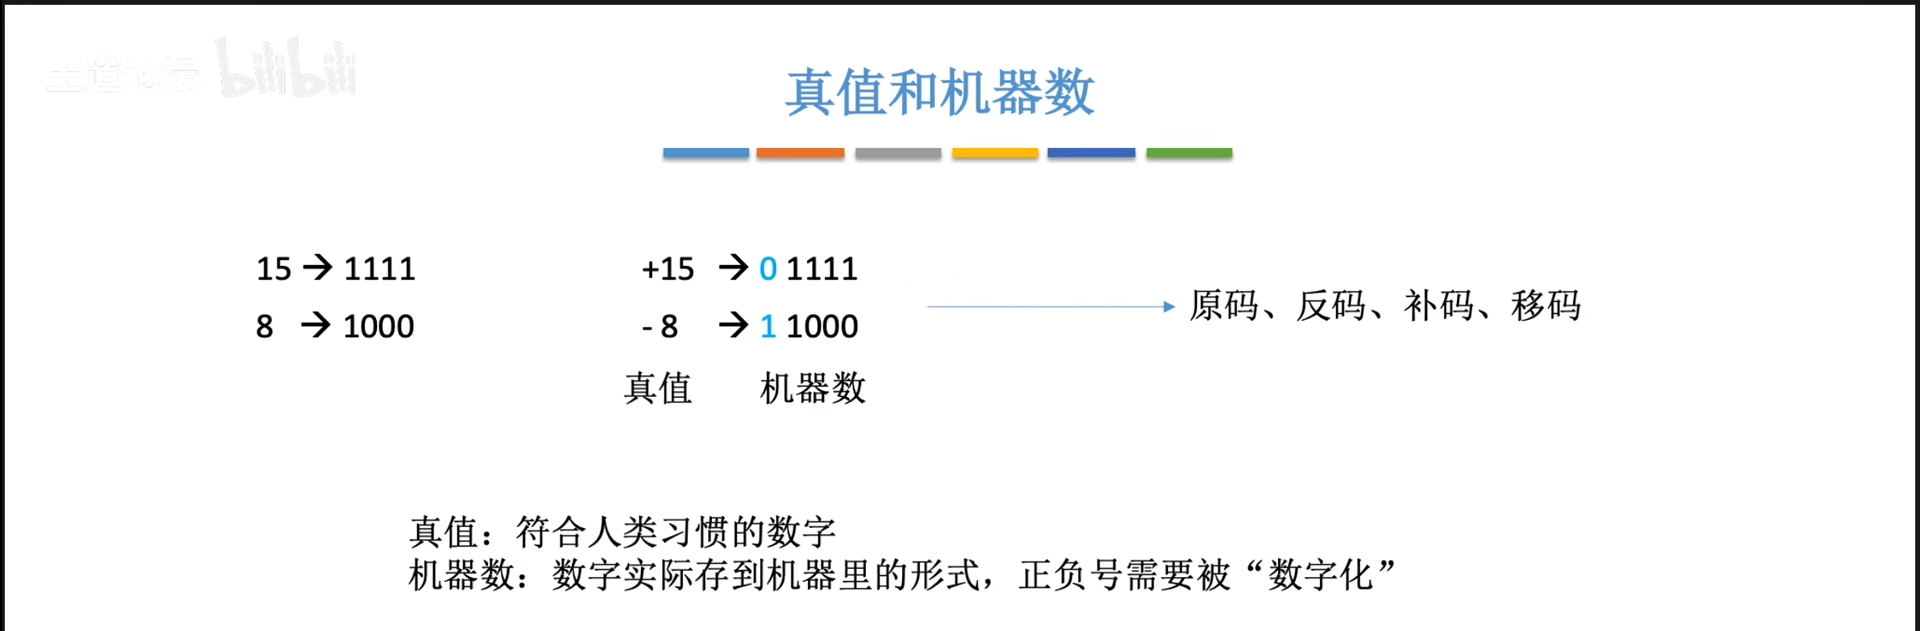 王道论坛 bilibili
真值和机器数
15 → 1111
8 → 1000
+15 → 0 1111
- 8 → 1 1000
真值 机器数
原码、反码、补码、移码
真值：符合人类习惯的数字
机器数：数字实际存到机器里的形式，正负号需要被“数字化”